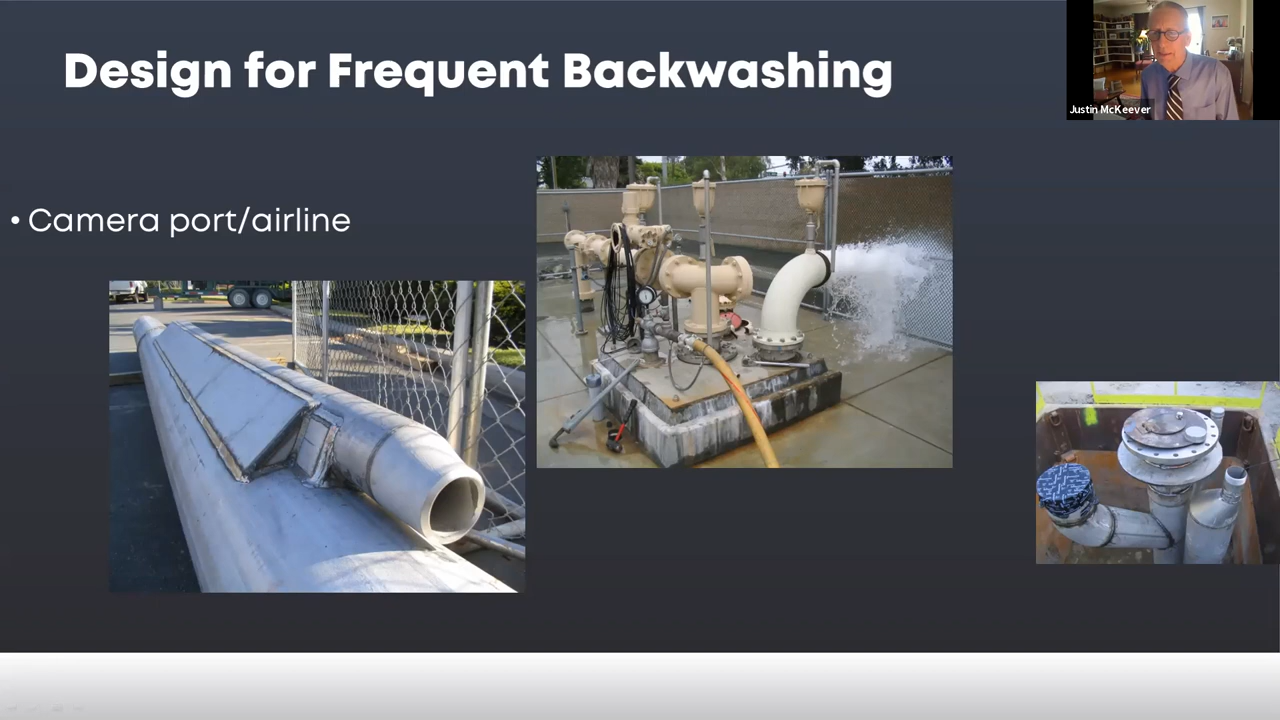 Design for Frequent Backwashing
Justin McKeever
• Camera port/airline